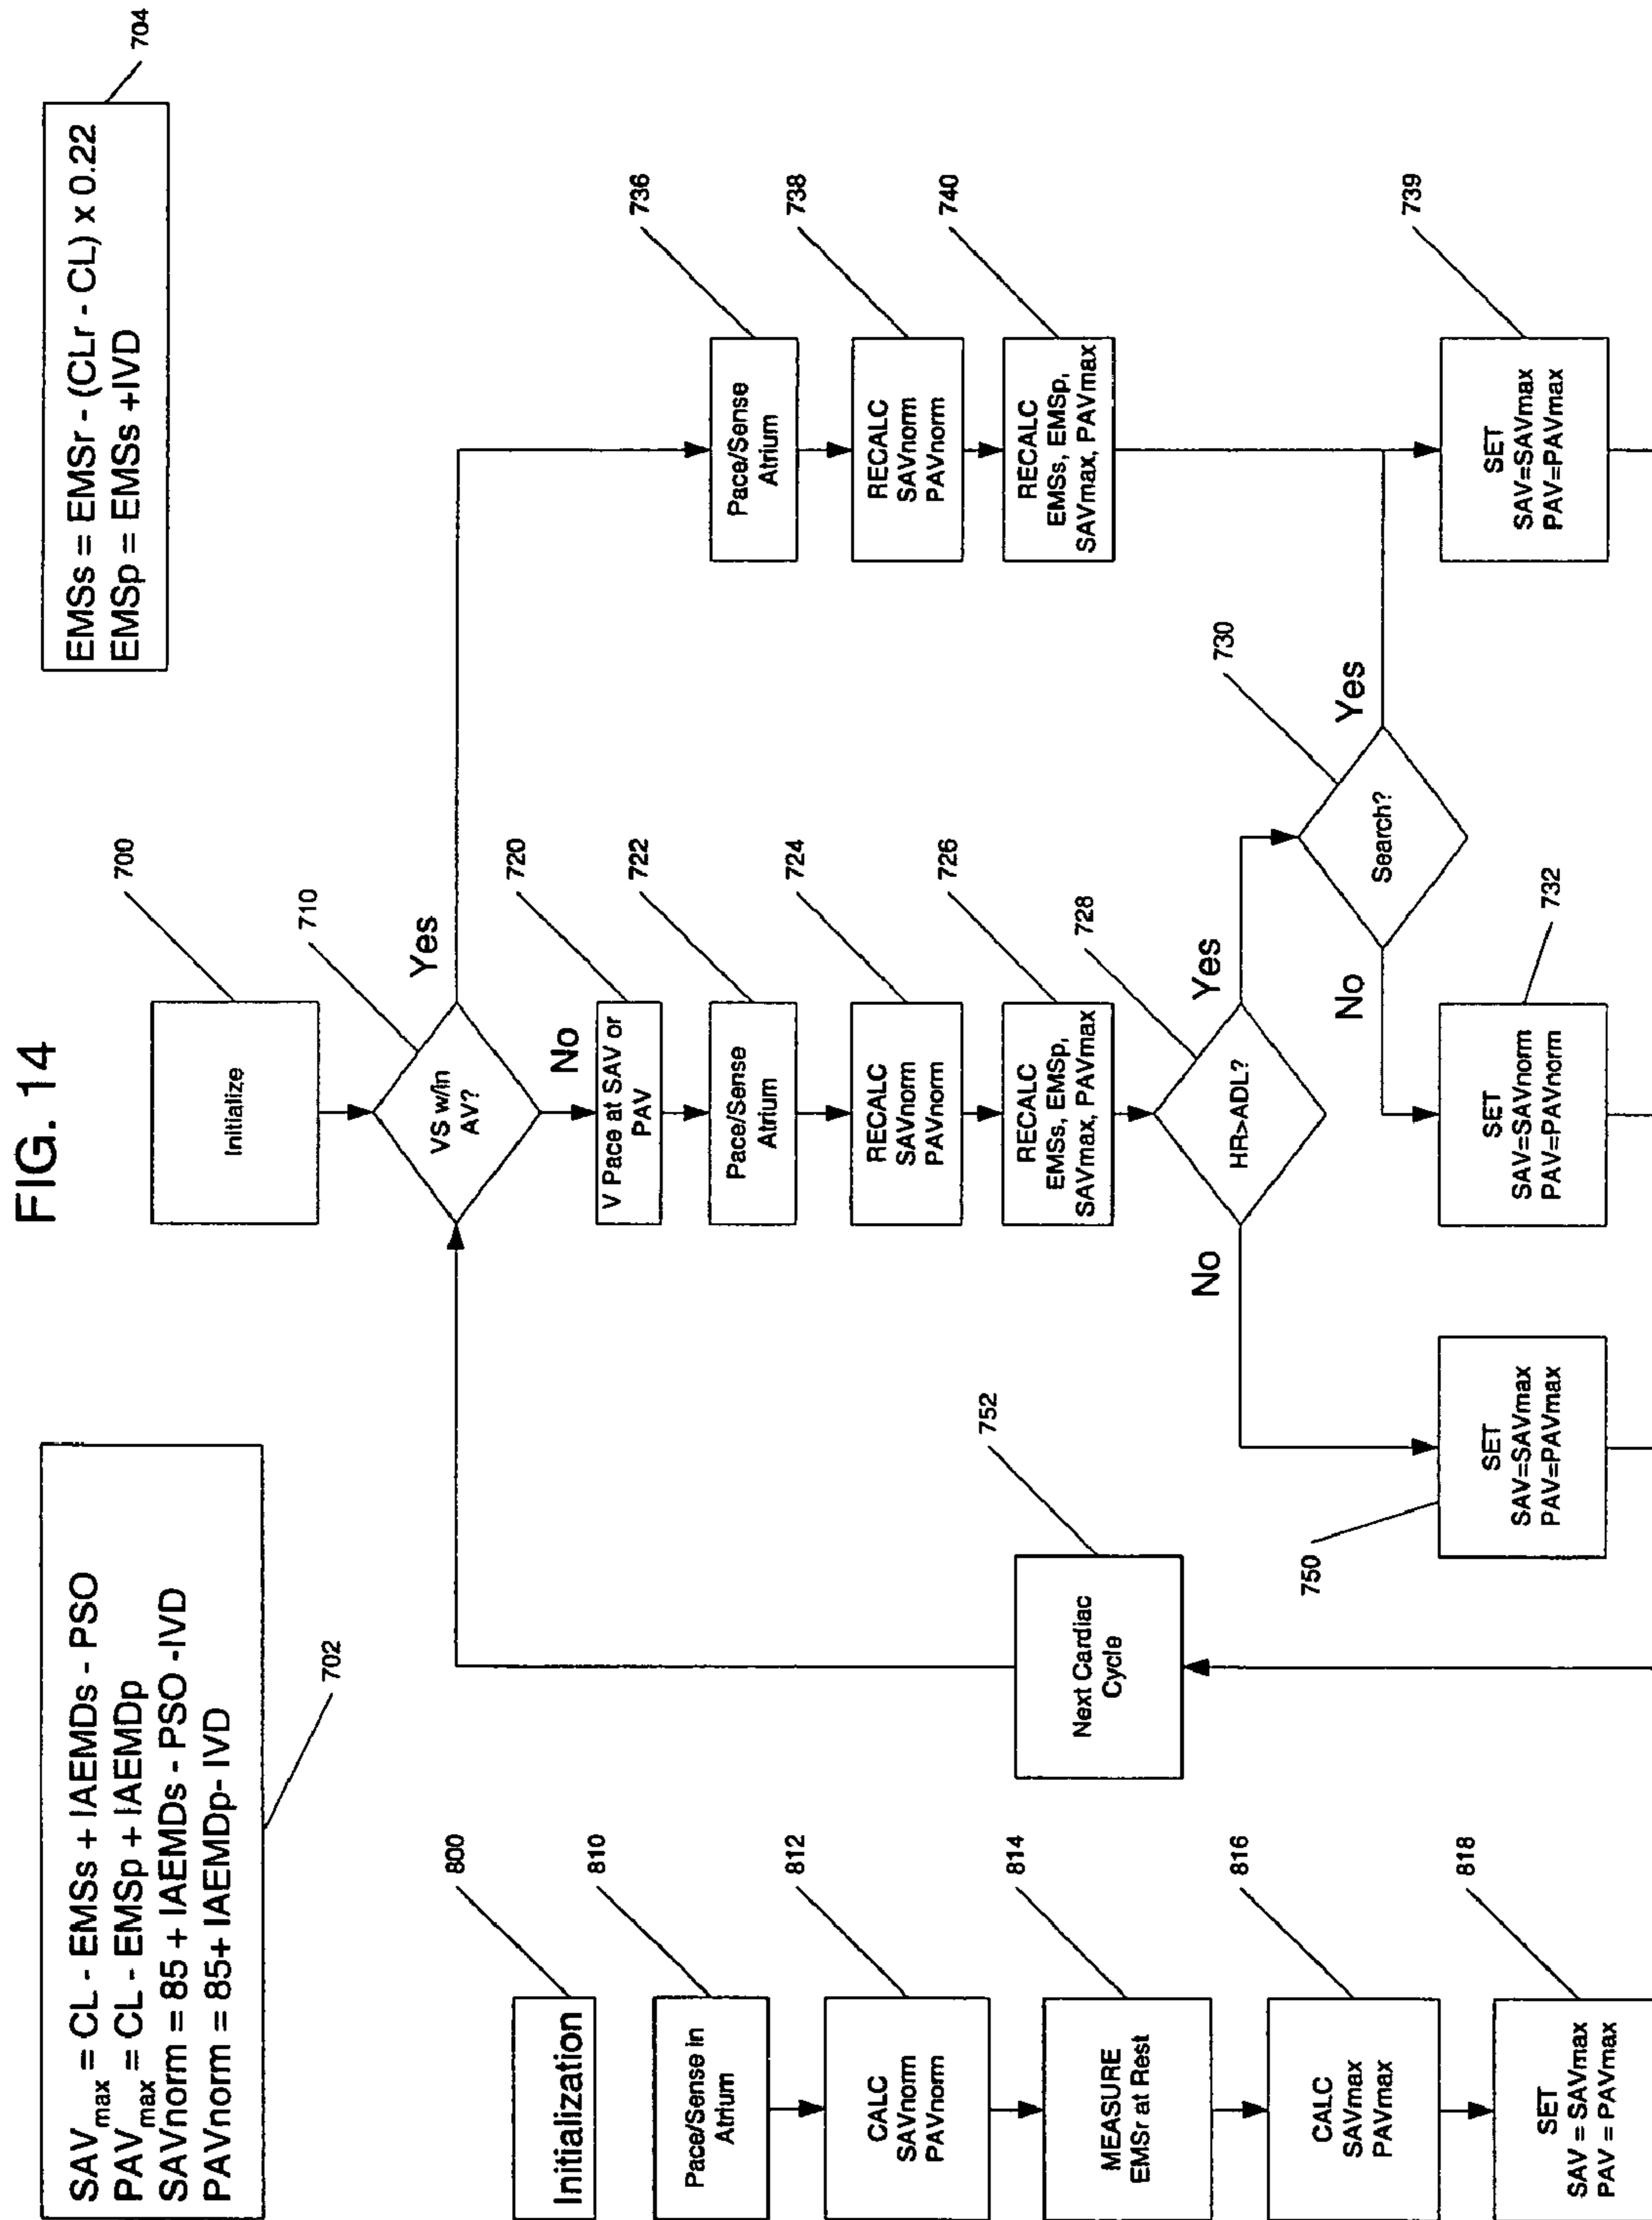 FIG. 14
SAVmax = CL - EMSs + IAEMDs - PSO
PAVmax = CL - EMSp + IAEMDp
SAVnorm = 85 + IAEMDs - PSO -IVD
PAVnorm = 85+ IAEMDp- IVD
702
EMSs = EMSr - (CLr - CL) x 0.22
EMSp = EMSs +IVD
704
Initialize
700
VS w/in
AV?
710
Yes
No
V Pace at SAV or
PAV
720
Pace/Sense
Atrium
722
RECALC
SAVnorm
PAVnorm
724
RECALC
EMSs, EMSp,
SAVmax, PAVmax
726
HR>ADL?
728
Yes
No
Search?
730
Yes
No
SET
SAV=SAVnorm
PAV=PAVnorm
732
Pace/Sense
Atrium
736
RECALC
SAVnorm
PAVnorm
738
RECALC
EMSs, EMSp,
SAVmax, PAVmax
740
SET
SAV=SAVmax
PAV=PAVmax
739
SET
SAV=SAVmax
PAV=PAVmax
750
Next Cardiac
Cycle
752
Initialization
800
Pace/Sense in
Atrium
810
CALC
SAVnorm
PAVnorm
812
MEASURE
EMSr at Rest
814
CALC
SAVmax
PAVmax
816
SET
SAV = SAVmax
PAV = PAVmax
818